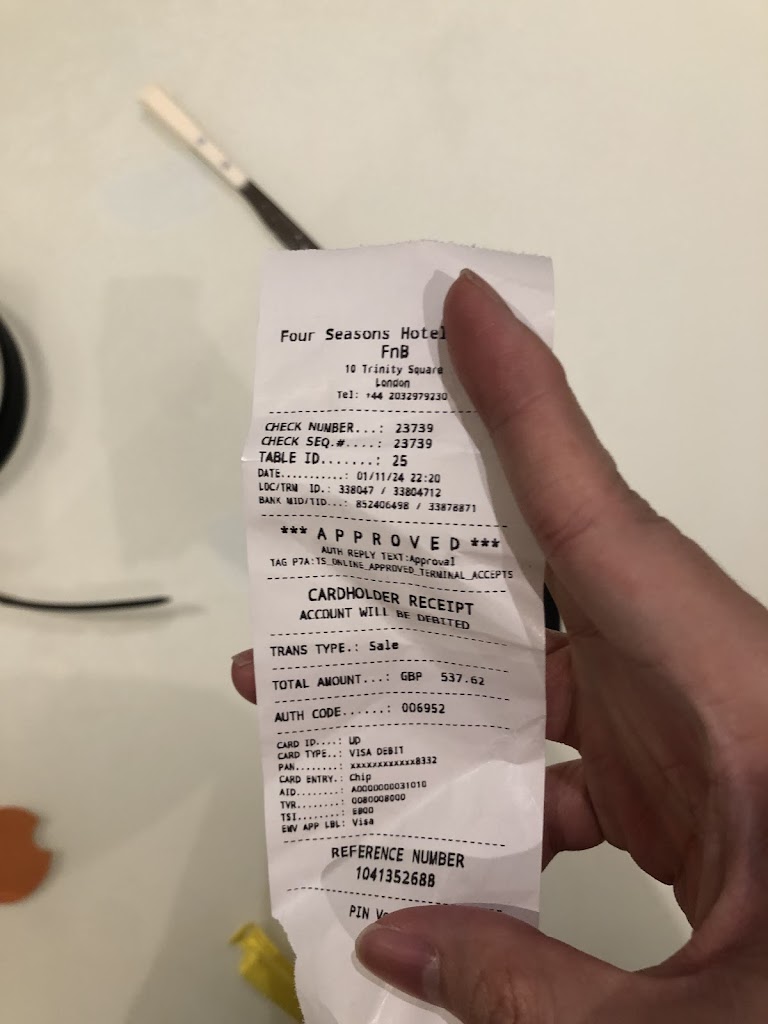 Four Seasons Hotel
FnB
10 Trinity Square
London
Tel: +44 2032979230
CHECK NUMBER...: 23739
CHECK SEQ.#....: 23739
TABLE ID.......: 25
DATE...........: 01/11/24 22:20
LOC/TRM ID.: 338047 / 33804712
BANK MID/TID...: 852406498 / 33876871
*** A P P R O V E D ***
AUTH REPLY TEXT:Approval
TAG P7A:TS_ONLINE_APPROVED_TERMINAL_ACCEPTS
CARDHOLDER RECEIPT
ACCOUNT WILL BE DEBITED
TRANS TYPE.: Sale
TOTAL AMOUNT...: GBP 537.62
AUTH CODE......: 006952
CARD ID....: UD
CARD TYPE..: VISA DEBIT
PAN........: xxxxxxxxxxxx8332
CARD ENTRY.: Chip
AID........: A0000000031010
TVR........: 0080008000
TSI........: E800
EMV APP LBL: Visa
REFERENCE NUMBER
1041352688
PIN